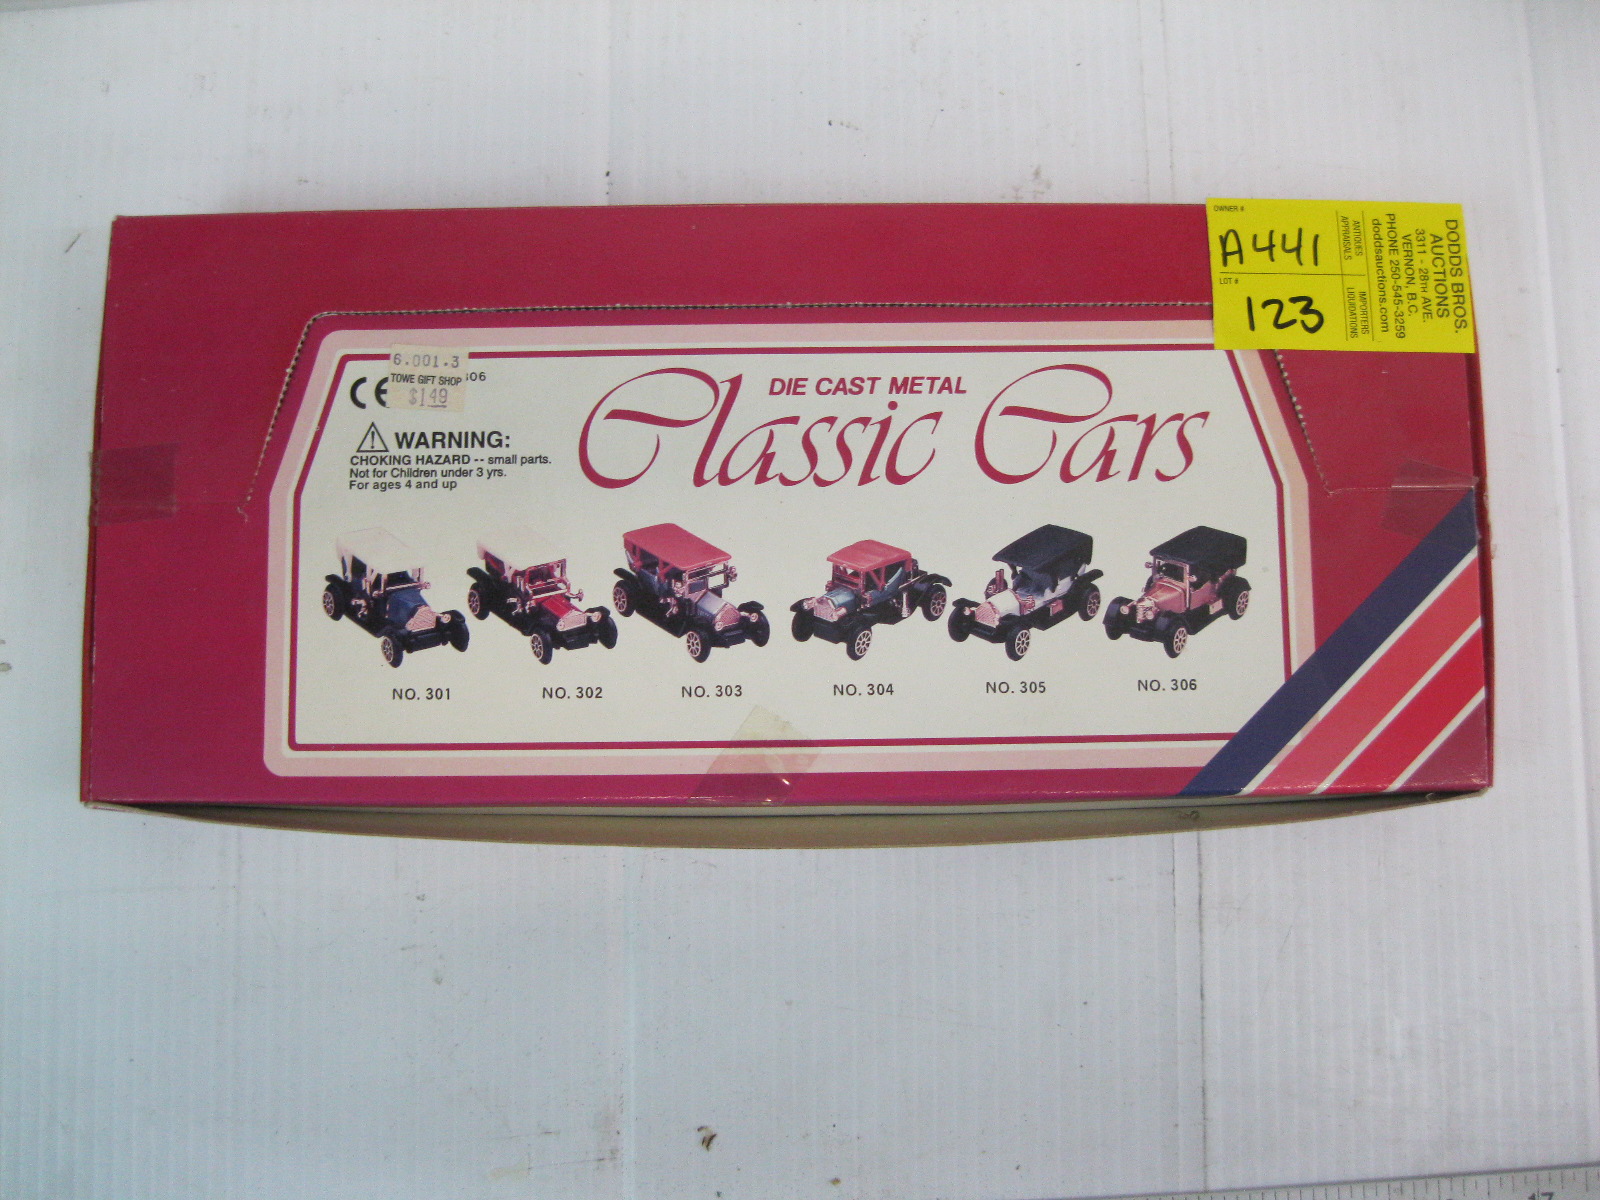 6.001.3
TOWE GIFT SHOP
$1.49
CE
WARNING:
CHOKING HAZARD -- small parts.
Not for Children under 3 yrs.
For ages 4 and up
DIE CAST METAL
Classic Cars
NO. 301
NO. 302
NO. 303
NO. 304
NO. 305
NO. 306
OWNER #
A441
LOT #
123
DODDS BROS.
AUCTIONS
3311 - 28TH AVE.
VERNON, B.C.
PHONE 250-545-3259
doddsauctions.com
ANTIQUES
APPRAISALS
IMPORTERS
LIQUIDATIONS